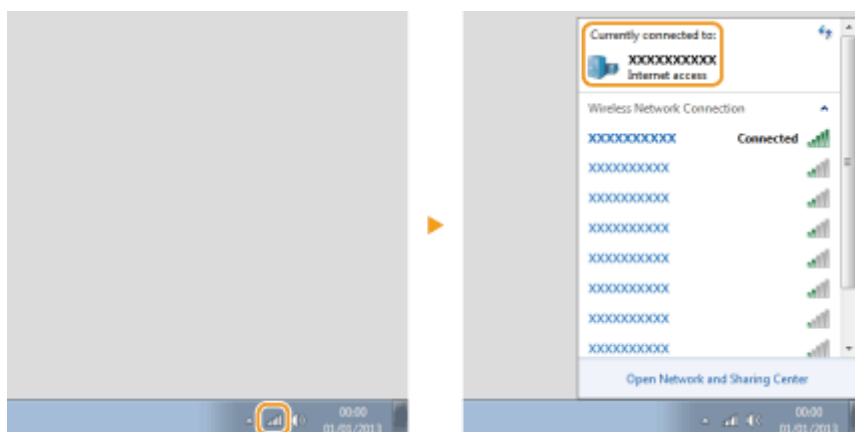 00:00
01/01/2013
Currently connected to:
XXXXXXXXXX
Internet access
Wireless Network Connection
XXXXXXXXXX Connected
XXXXXXXXXX
XXXXXXXXXX
XXXXXXXXXX
XXXXXXXXXX
XXXXXXXXXX
XXXXXXXXXX
XXXXXXXXXX
Open Network and Sharing Center
00:00
01/01/2013